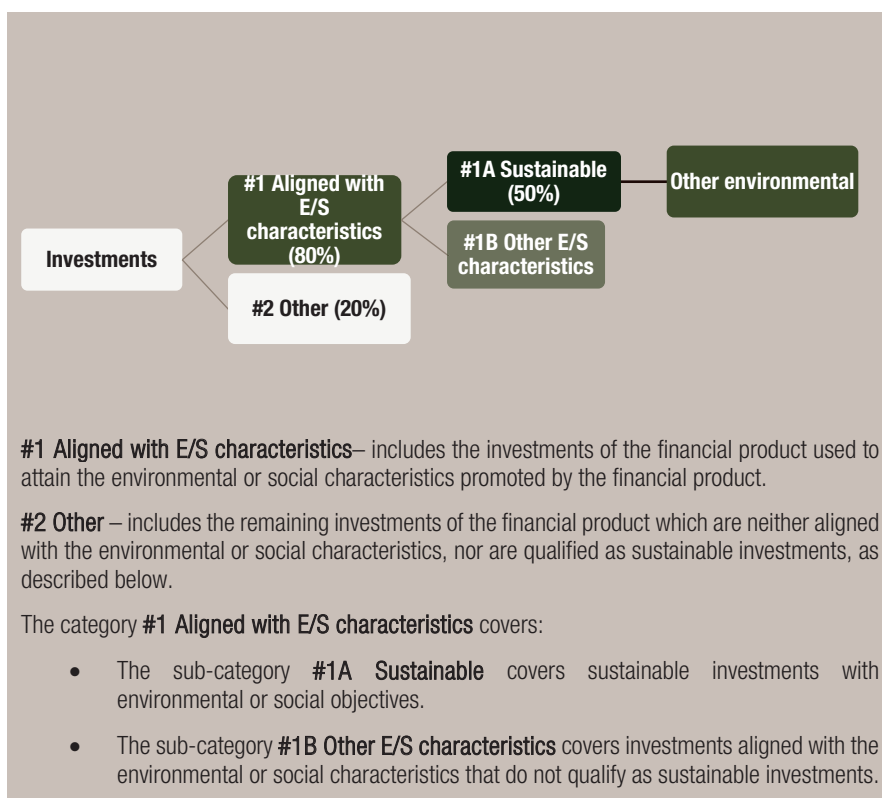 #1 Aligned with
E/S
characteristics
(80%)
#1A Sustainable
(50%)
Other environmental
Investments
#1B Other E/S
characteristics
#2 Other (20%)
#1 Aligned with E/S characteristics– includes the investments of the financial product used to
attain the environmental or social characteristics promoted by the financial product.
#2 Other – includes the remaining investments of the financial product which are neither aligned
with the environmental or social characteristics, nor are qualified as sustainable investments, as
described below.
The category #1 Aligned with E/S characteristics covers:
• The sub-category #1A Sustainable covers sustainable investments with
environmental or social objectives.
• The sub-category #1B Other E/S characteristics covers investments aligned with the
environmental or social characteristics that do not qualify as sustainable investments.